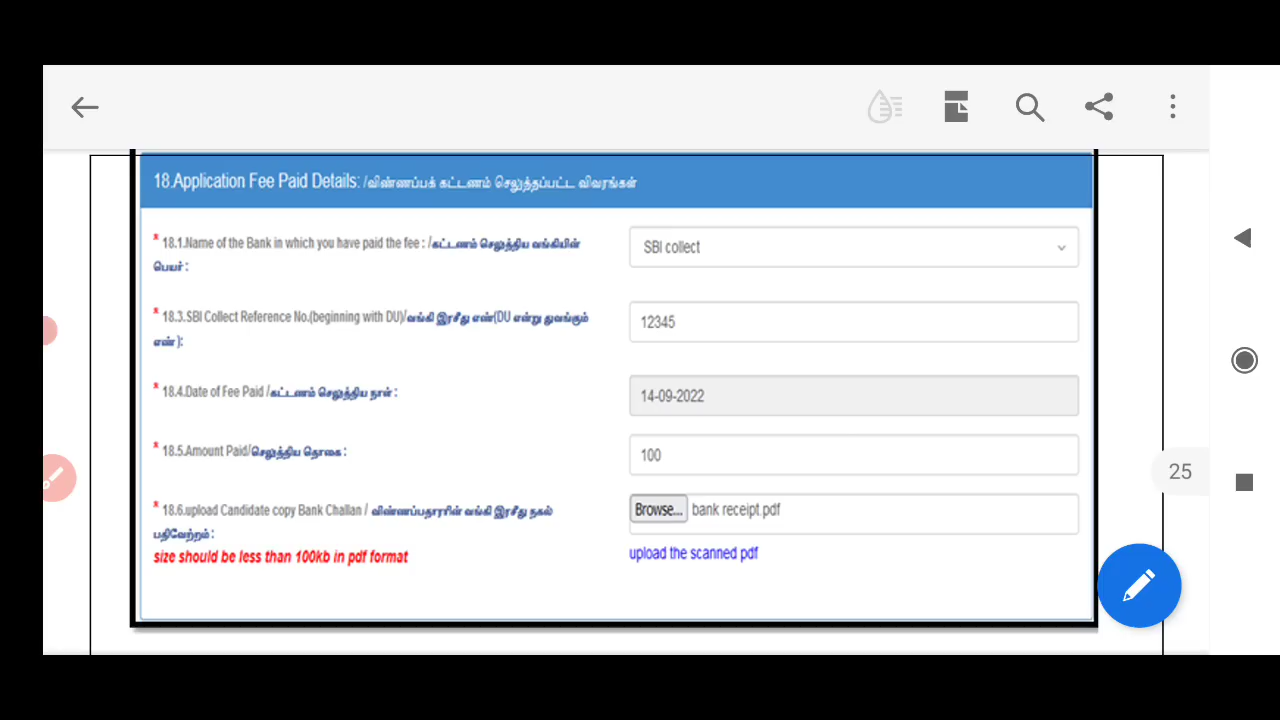 18.Application Fee Paid Details: /விண்ணப்பக் கட்டணம் செலுத்தப்பட்ட விவரங்கள்
* 18.1.Name of the Bank in which you have paid the fee : /கட்டணம் செலுத்திய வங்கியின்
பெயர் :
SBI collect
* 18.3.SBI Collect Reference No.(beginning with DU)/வங்கி இரசீது எண்(DU என்று துவங்கும்
எண் ):
12345
* 18.4.Date of Fee Paid /கட்டணம் செலுத்திய நாள் :
14-09-2022
* 18.5.Amount Paid/செலுத்திய தொகை :
100
* 18.6.upload Candidate copy Bank Challan / விண்ணப்பதாரரின் வங்கி இரசீது நகல்
பதிவேற்றம் :
size should be less than 100kb in pdf format
Browse... bank receipt.pdf
upload the scanned pdf
25